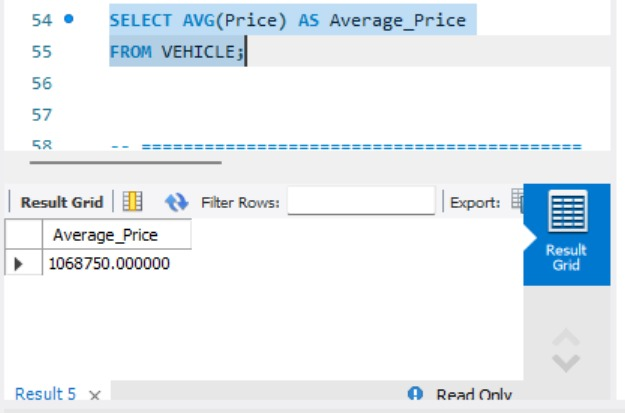 54 SELECT AVG(Price) AS Average_Price
55 FROM VEHICLE;
56
57
58 -- ==========================================
Result Grid Filter Rows: Export:
Average_Price
1068750.000000
Result
Grid
Result 5 × Read Only